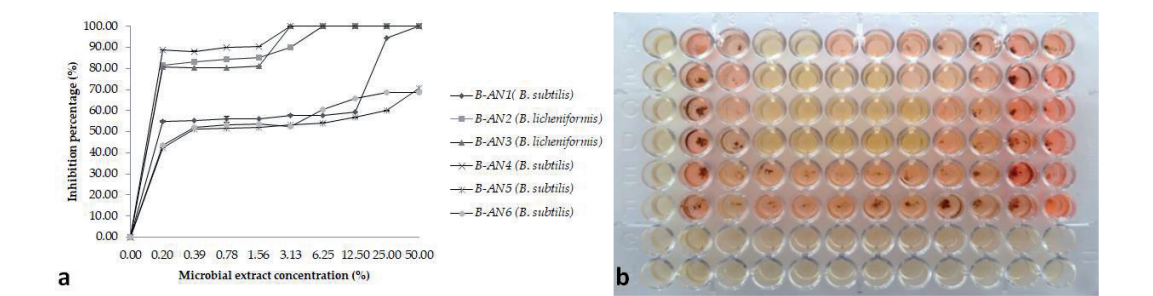 100.00
90.00
80.00
70.00
60.00
50.00
40.00
30.00
20.00
10.00
0.00
Inhibition percentage (%)
0.00 0.20 0.39 0.78 1.56 3.13 6.25 12.50 25.00 50.00
Microbial extract concentration (%)
B-AN1( B. subtilis)
B-AN2 ( B. licheniformis)
B-AN3 ( B. licheniformis)
B-AN4 ( B. subtilis)
B-AN5 ( B. subtilis)
B-AN6 ( B. subtilis)
a
b